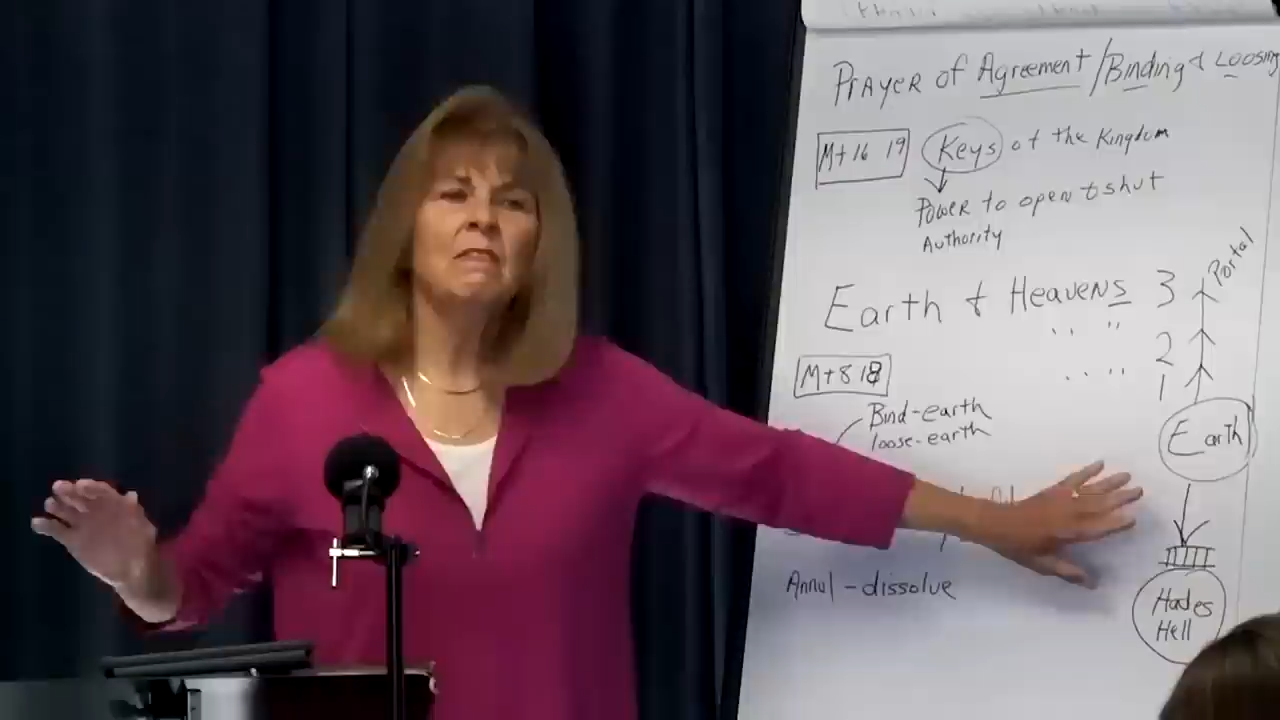 Prayer of Agreement / Binding & Loosing
Mt 16 19 Keys of the Kingdom
Power to open & shut
Authority
Earth & Heavens 3 Portal
2
1
Mt 8 18
Bind-earth
loose-earth
Earth
Annul - dissolve
Hades
Hell